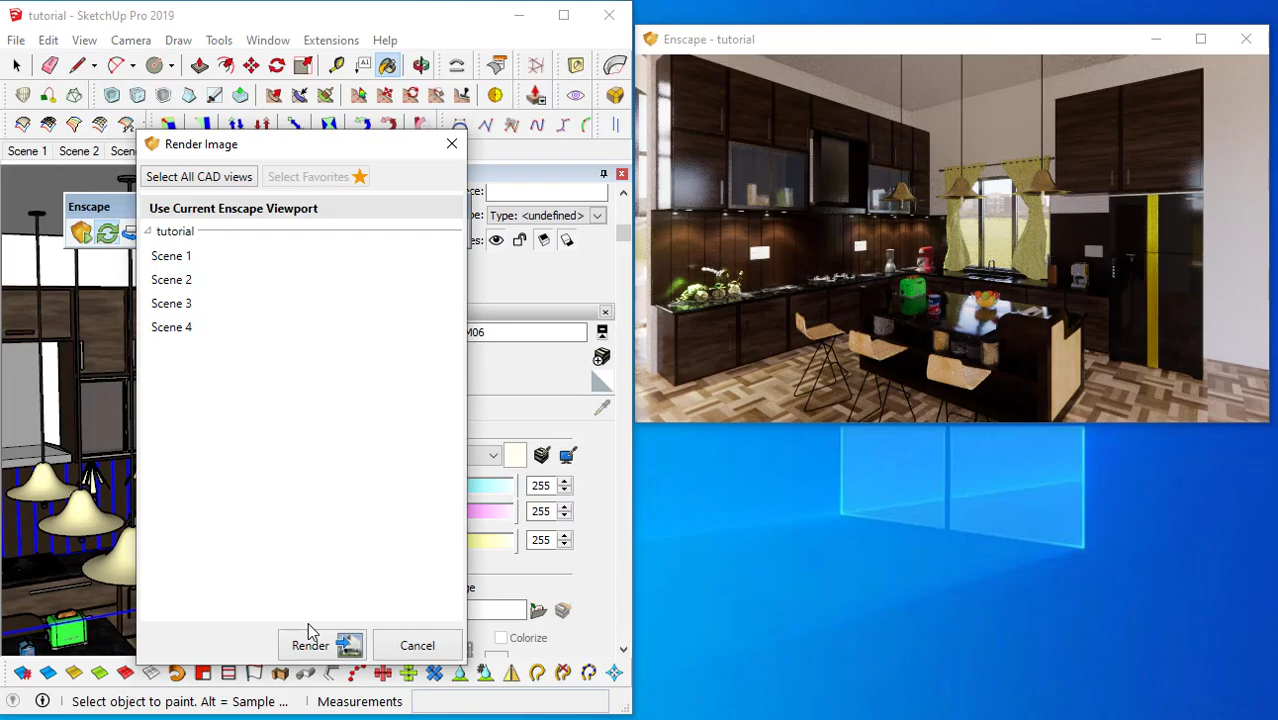 tutorial - SketchUp Pro 2019
File Edit View Camera Draw Tools Window Extensions Help
A1
Scene 1 Scene 2
Enscape
Render Image
Select All CAD views Select Favorites
Use Current Enscape Viewport
tutorial
Scene 1
Scene 2
Scene 3
Scene 4
Render Cancel
Type: <undefined>
255
255
255
Colorize
Select object to paint. Alt = Sample ... Measurements
Enscape - tutorial